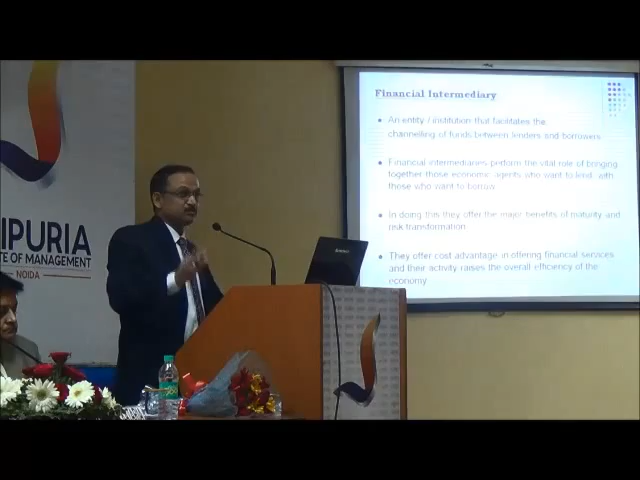 Financial Intermediary
An entity / institution that facilitates the
channelling of funds between lenders and borrowers
Financial intermediaries perform the vital role of bringing
together those economic agents who want to lend with
those who want to borrow
In doing this they offer the major benefits of maturity and
risk transformation
They offer cost advantage in offering financial services
and their activity raises the overall efficiency of the
economy
IPURIA
TE OF MANAGEMENT
NOIDA
lenovo